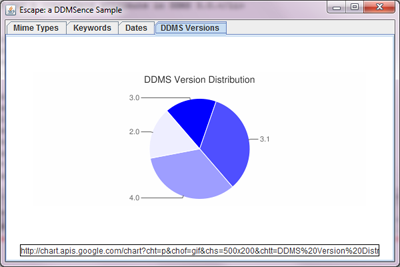 Escape: a DDMSence Sample
Mime Types Keywords Dates DDMS Versions
DDMS Version Distribution
3.0
3.1
2.0
4.0
http://chart.apis.google.com/chart?cht=p&chof=gif&chs=500x200&chtt=DDMS%20Version%20Distri